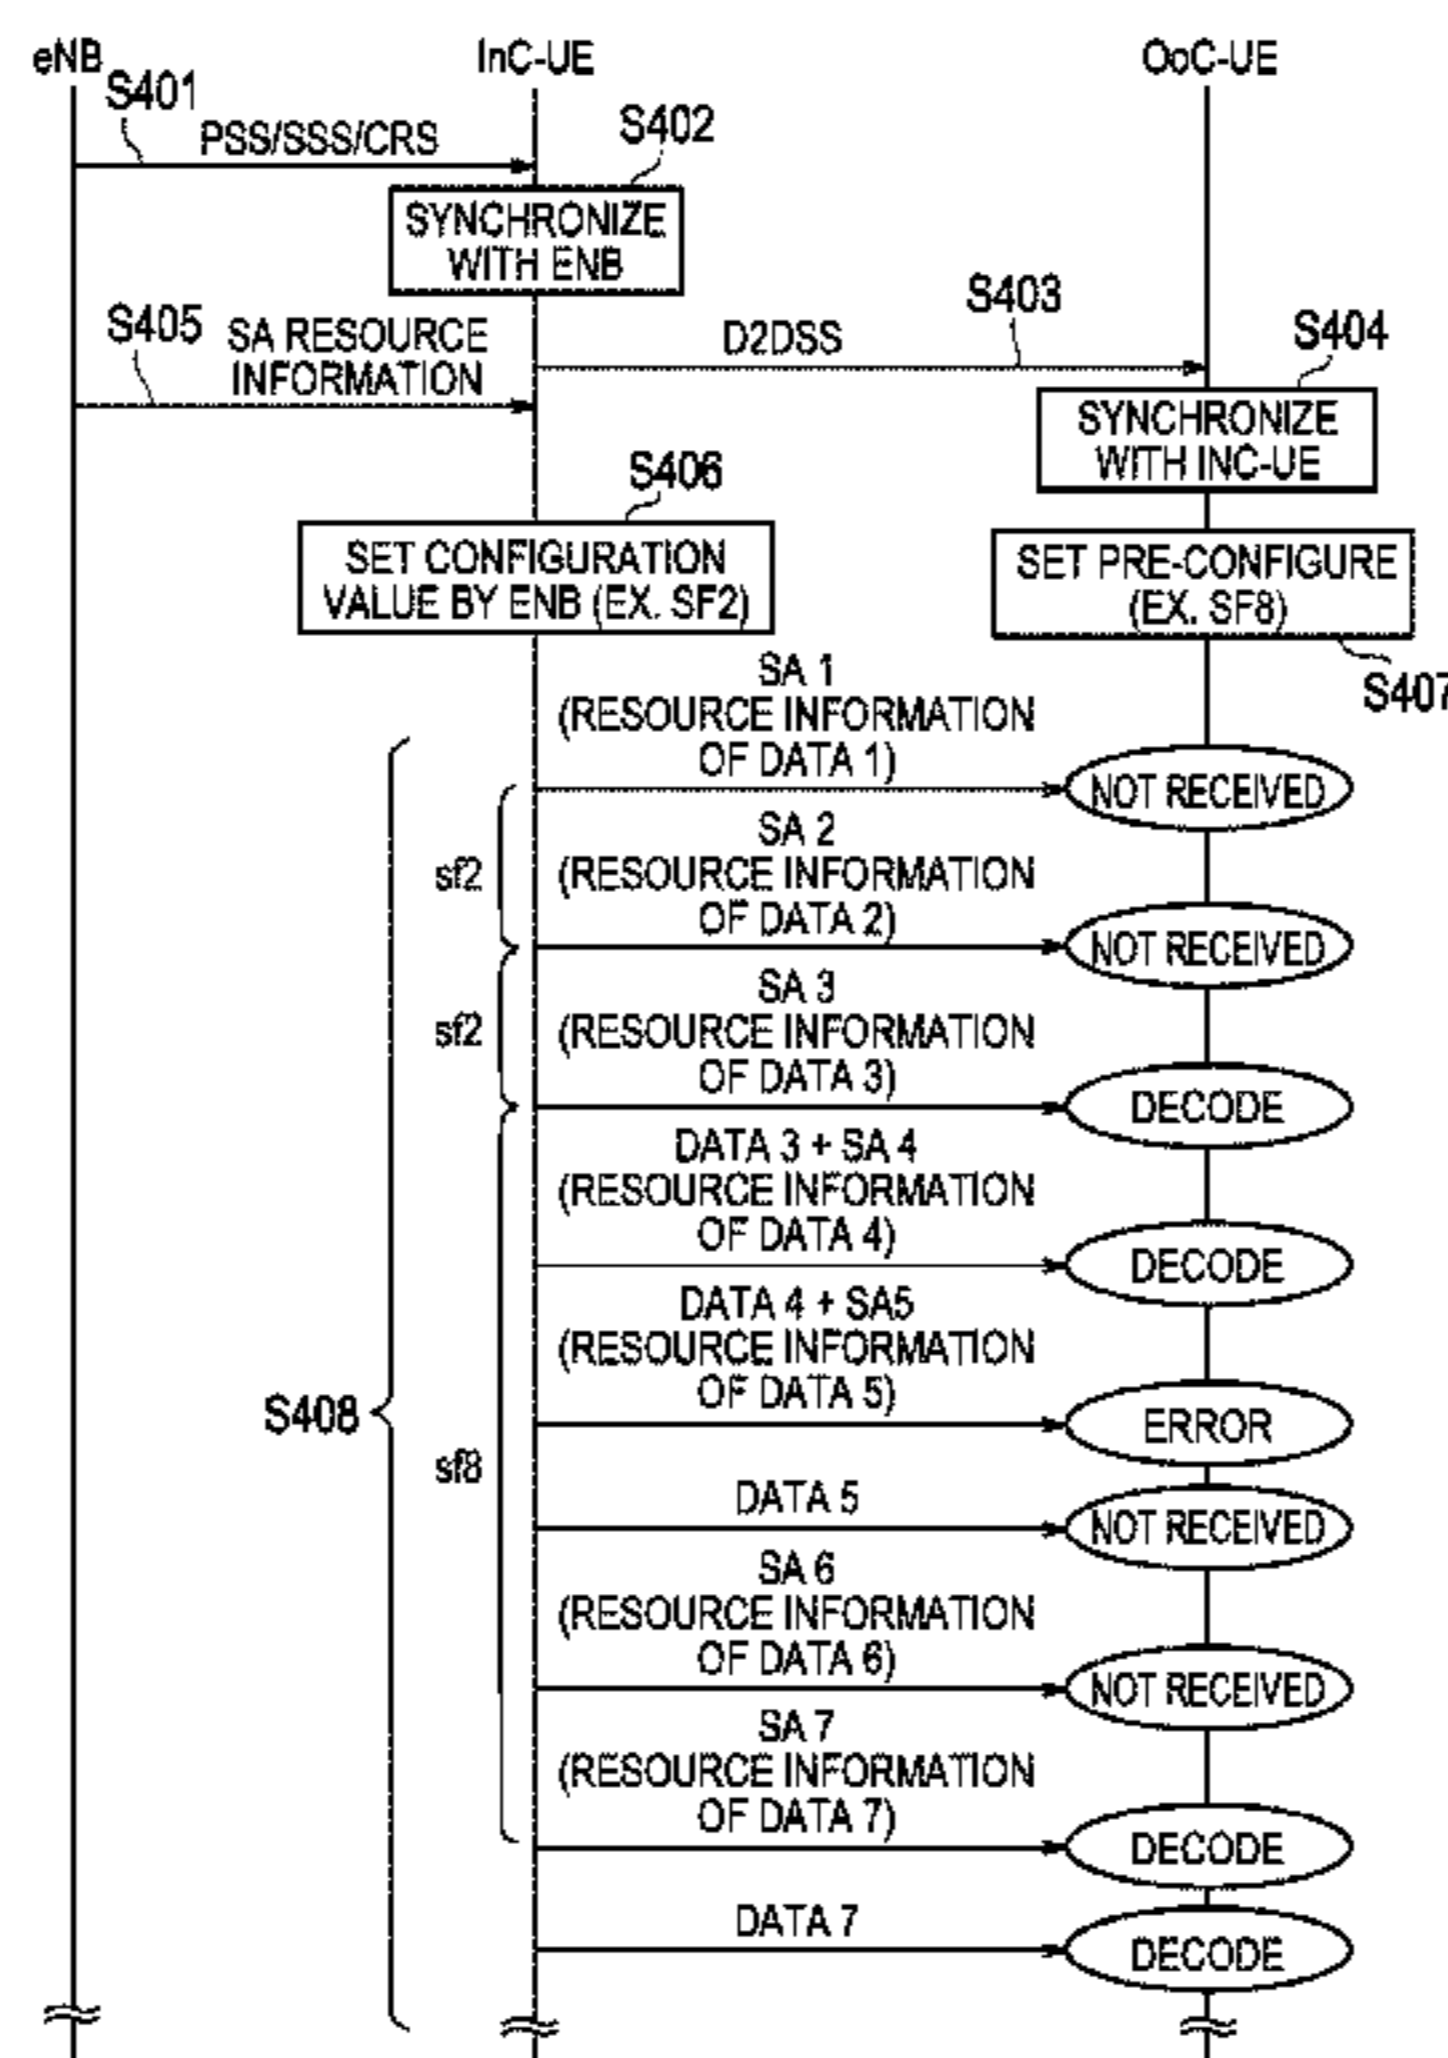 eNB
InC-UE
OoC-UE
S401
PSS/SSS/CRS
S402
SYNCHRONIZE
WITH ENB
S403
S405
SA RESOURCE
INFORMATION
D2DSS
S404
SYNCHRONIZE
WITH INC-UE
S406
SET CONFIGURATION
VALUE BY ENB (EX. SF2)
SET PRE-CONFIGURE
(EX. SF8)
S407
SA 1
(RESOURCE INFORMATION
OF DATA 1)
NOT RECEIVED
sf2
SA 2
(RESOURCE INFORMATION
OF DATA 2)
NOT RECEIVED
sf2
SA 3
(RESOURCE INFORMATION
OF DATA 3)
DECODE
DATA 3 + SA 4
(RESOURCE INFORMATION
OF DATA 4)
DECODE
DATA 4 + SA5
(RESOURCE INFORMATION
OF DATA 5)
ERROR
S408
sf8
DATA 5
NOT RECEIVED
SA 6
(RESOURCE INFORMATION
OF DATA 6)
NOT RECEIVED
SA 7
(RESOURCE INFORMATION
OF DATA 7)
DECODE
DATA 7
DECODE